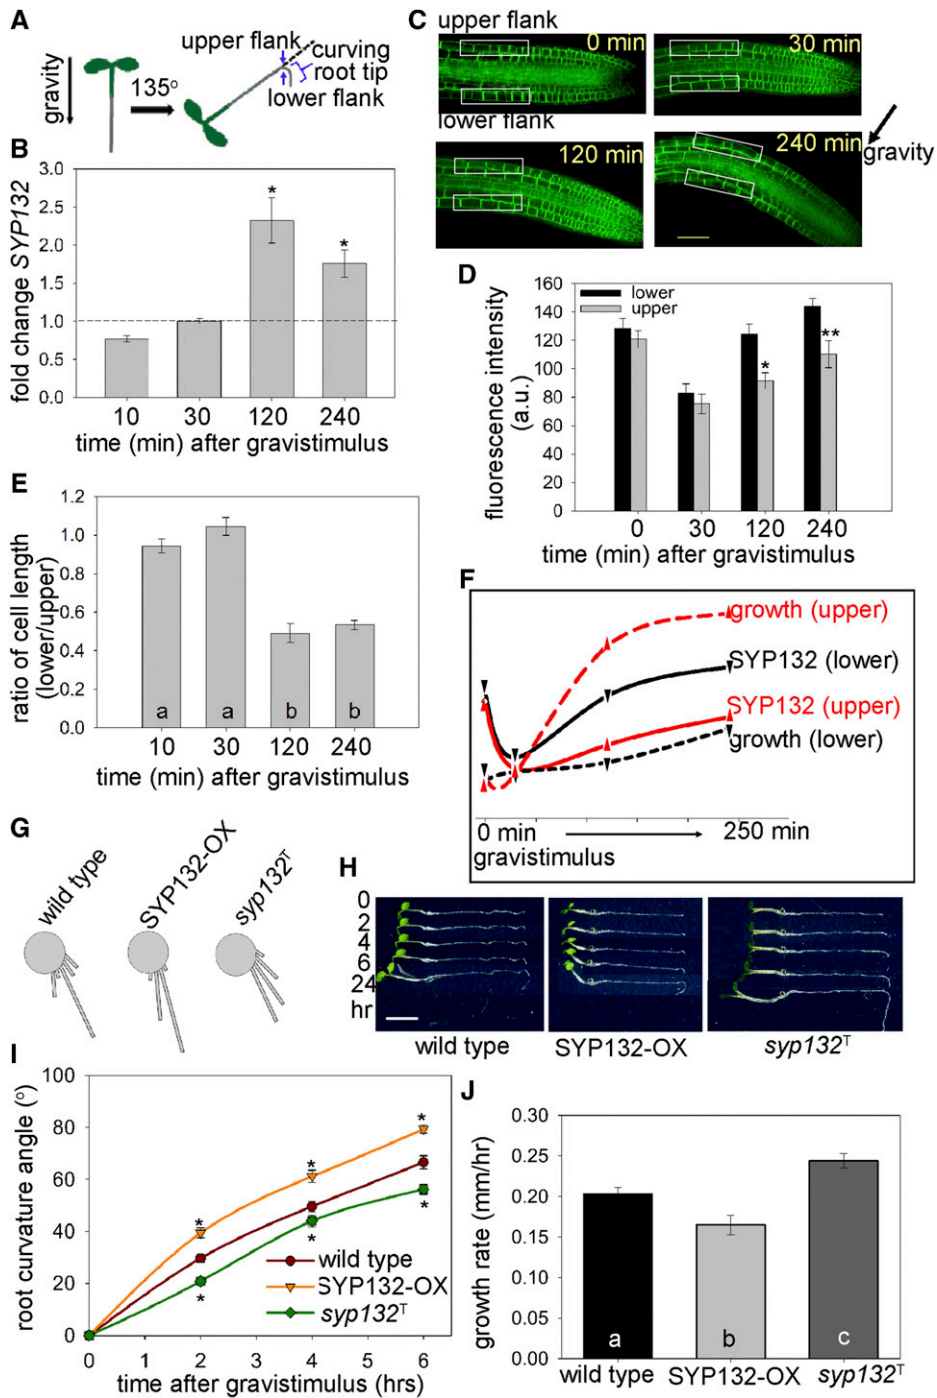 A
gravity
135°
upper flank
curving
root tip
lower flank
B
fold change SYP132
3.0
2.5
2.0
1.5
1.0
0.5
0.0
*
*
10 30 120 240
time (min) after gravistimulus
C
upper flank
0 min
30 min
lower flank
120 min
240 min
gravity
D
fluorescence intensity
(a.u.)
160
140
120
100
80
60
40
20
0
lower
upper
*
**
0 30 120 240
time (min) after gravistimulus
E
ratio of cell length
(lower/upper)
1.2
1.0
0.8
0.6
0.4
0.2
0.0
a a b b
10 30 120 240
time (min) after gravistimulus
F
growth (upper)
SYP132 (lower)
SYP132 (upper)
growth (lower)
0 min 250 min
gravistimulus
G
wild type
SYP132-OX
syp132ᵀ
H
0
2
4
6
24
hr
wild type SYP132-OX syp132ᵀ
I
root curvature angle (°)
100
80
60
40
20
0
*
*
*
*
*
*
wild type
SYP132-OX
syp132ᵀ
0 1 2 3 4 5 6
time after gravistimulus (hrs)
J
growth rate (mm/hr)
0.30
0.25
0.20
0.15
0.10
0.05
0.00
a b c
wild type SYP132-OX syp132ᵀ